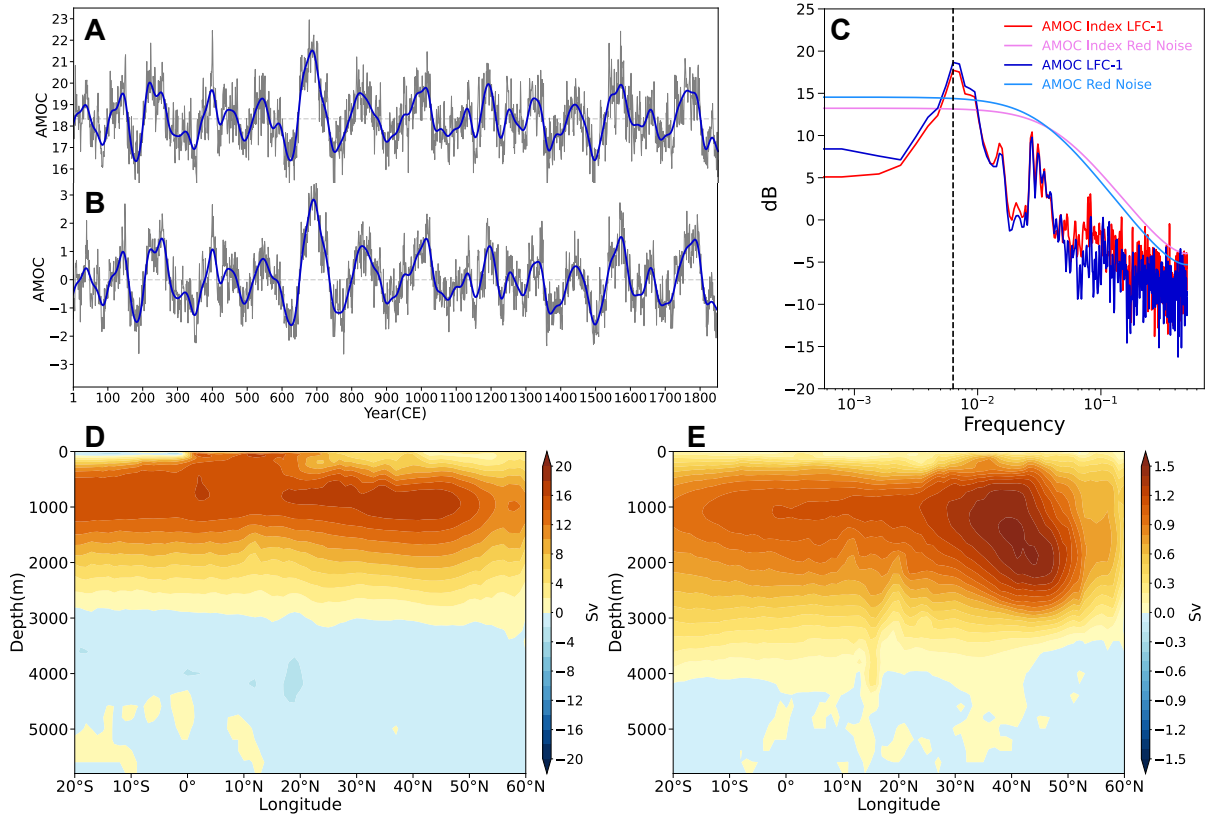 A
AMOC
23
22
21
20
19
18
17
16
B
AMOC
3
2
1
0
−1
−2
−3
1 100 200 300 400 500 600 700 800 900 1000 1100 1200 1300 1400 1500 1600 1700 1800
Year(CE)
C
AMOC Index LFC-1
AMOC Index Red Noise
AMOC LFC-1
AMOC Red Noise
dB
25
20
15
10
5
0
−5
−10
−15
−20
10⁻³ 10⁻² 10⁻¹
Frequency
D
Depth(m)
0
1000
2000
3000
4000
5000
20°S 10°S 0° 10°N 20°N 30°N 40°N 50°N 60°N
Longitude
20
16
12
8
4
0
−4
−8
−12
−16
−20
Sv
E
Depth(m)
0
1000
2000
3000
4000
5000
20°S 10°S 0° 10°N 20°N 30°N 40°N 50°N 60°N
Longitude
1.5
1.2
0.9
0.6
0.3
0.0
−0.3
−0.6
−0.9
−1.2
−1.5
Sv